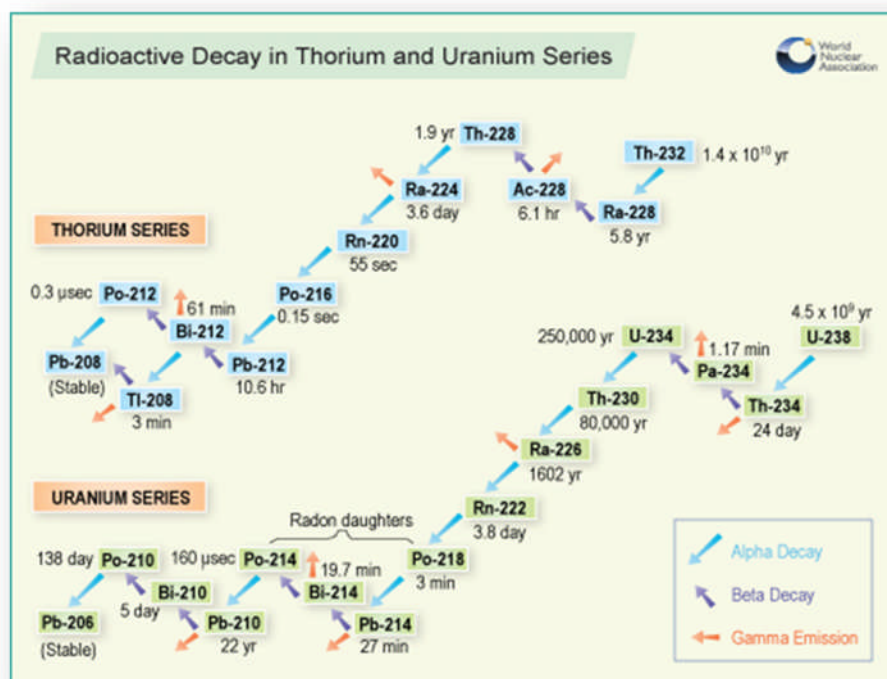 Radioactive Decay in Thorium and Uranium Series
World
Nuclear
Association
1.9 yr Th-228
Th-232 1.4 x 10¹⁰ yr
Ra-224
3.6 day
Ac-228
6.1 hr
Ra-228
5.8 yr
THORIUM SERIES
Rn-220
55 sec
0.3 µsec Po-212
61 min
Bi-212
Po-216
0.15 sec
Pb-208
(Stable)
Pb-212
10.6 hr
Tl-208
3 min
250,000 yr U-234
1.17 min
Pa-234
4.5 x 10⁹ yr
U-238
Th-230
80,000 yr
Th-234
24 day
Ra-226
1602 yr
URANIUM SERIES
Rn-222
3.8 day
Radon daughters
138 day Po-210
160 µsec Po-214
19.7 min
Po-218
3 min
Bi-210
5 day
Bi-214
Pb-206
(Stable)
Pb-210
22 yr
Pb-214
27 min
Alpha Decay
Beta Decay
Gamma Emission